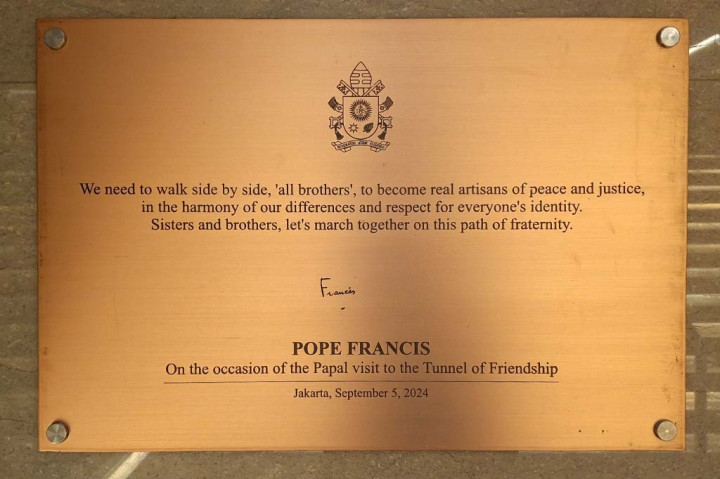 We need to walk side by side, 'all brothers', to become real artisans of peace and justice,
in the harmony of our differences and respect for everyone's identity.
Sisters and brothers, let's march together on this path of fraternity.
Francis
POPE FRANCIS
On the occasion of the Papal visit to the Tunnel of Friendship
Jakarta, September 5, 2024